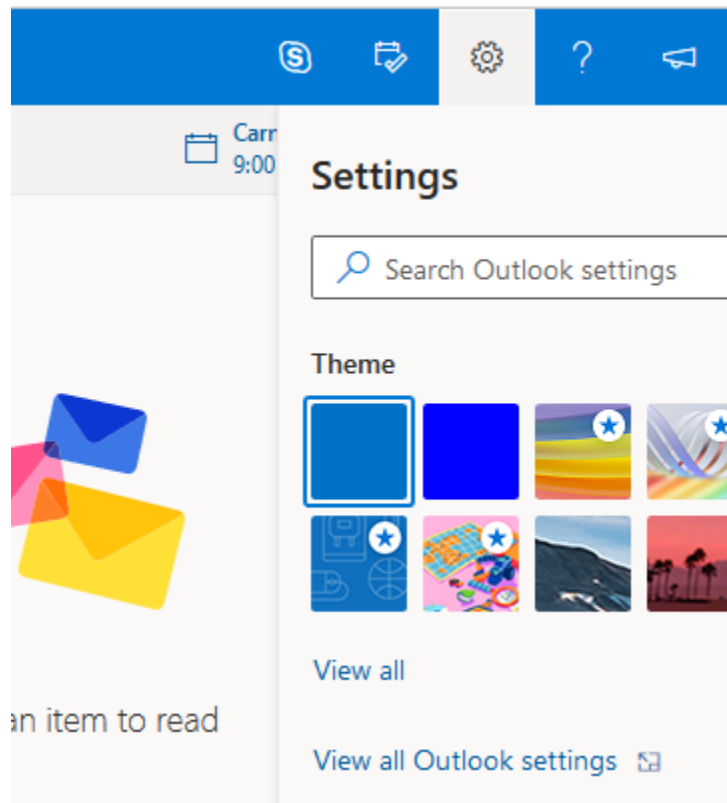 Carr
9:00
Settings
Search Outlook settings
Theme
View all
an item to read
View all Outlook settings